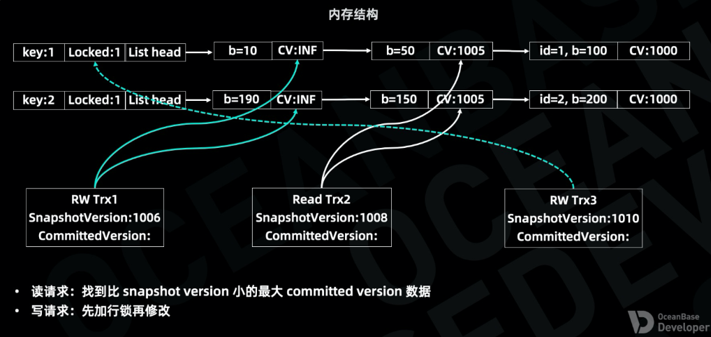 内存结构
key:1 Locked:1 List head b=10 CV:INF b=50 CV:1005 id=1, b=100 CV:1000
key:2 Locked:1 List head b=190 CV:INF b=150 CV:1005 id=2, b=200 CV:1000
RW Trx1
SnapshotVersion:1006
CommittedVersion:
Read Trx2
SnapshotVersion:1008
CommittedVersion:
RW Trx3
SnapshotVersion:1010
CommittedVersion:
• 读请求：找到比 snapshot version 小的最大 committed version 数据
• 写请求：先加行锁再修改
OceanBase
Developer